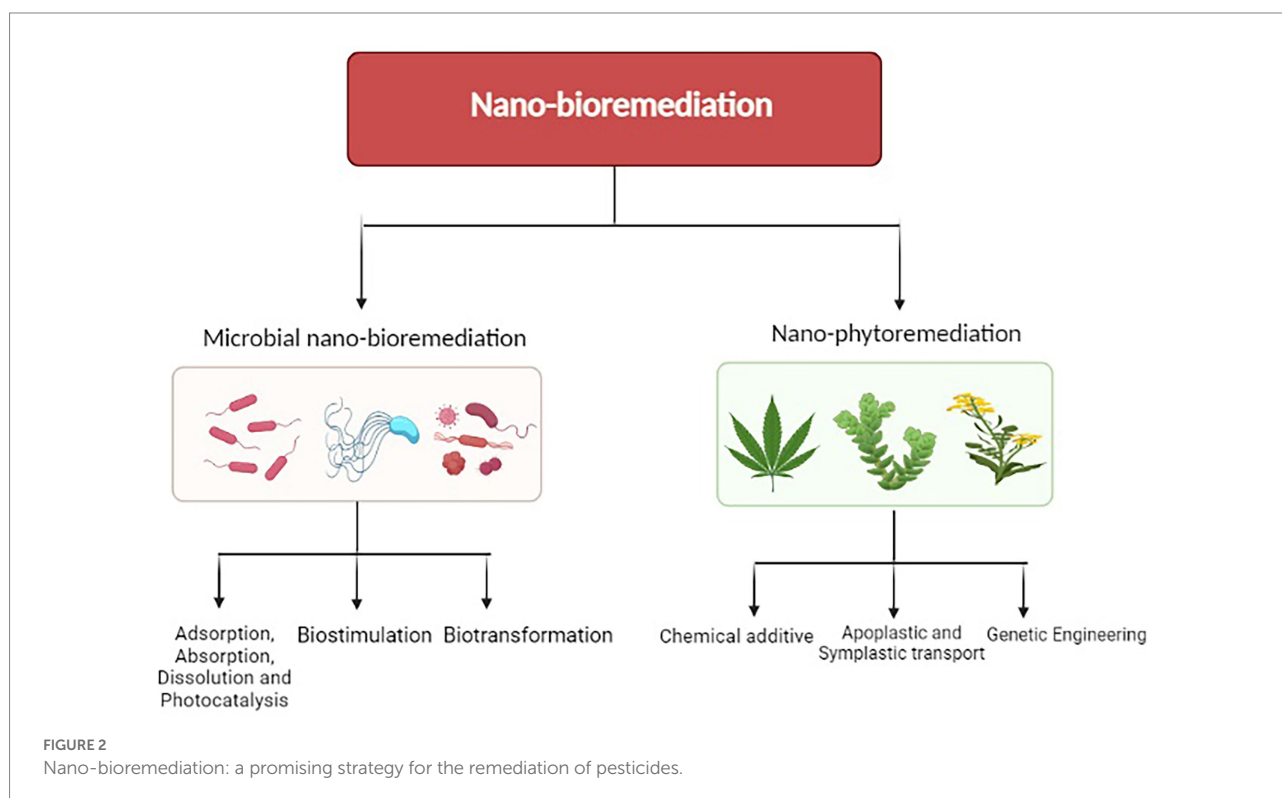 Nano-bioremediation
Microbial nano-bioremediation
Nano-phytoremediation
Adsorption,
Absorption,
Dissolution and
Photocatalysis
Biostimulation
Biotransformation
Chemical additive
Apoplastic and
Symplastic transport
Genetic Engineering
FIGURE 2
Nano-bioremediation: a promising strategy for the remediation of pesticides.